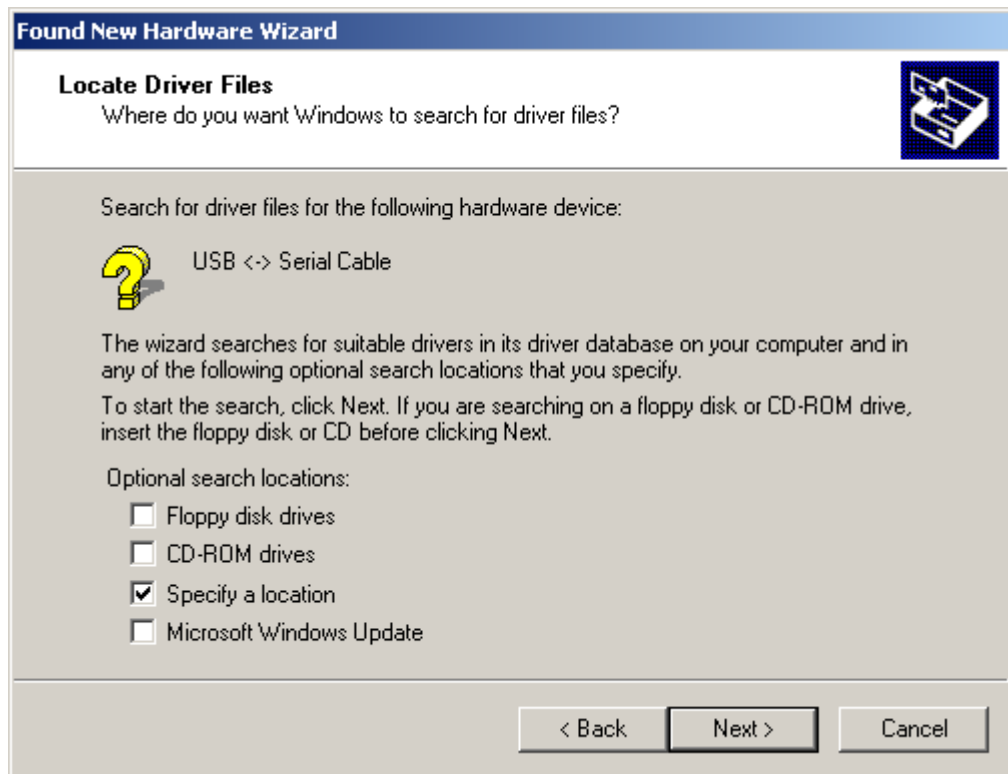 Found New Hardware Wizard
Locate Driver Files
Where do you want Windows to search for driver files?
Search for driver files for the following hardware device:
USB <-> Serial Cable
The wizard searches for suitable drivers in its driver database on your computer and in
any of the following optional search locations that you specify.
To start the search, click Next. If you are searching on a floppy disk or CD-ROM drive,
insert the floppy disk or CD before clicking Next.
Optional search locations:
Floppy disk drives
CD-ROM drives
Specify a location
Microsoft Windows Update
< Back Next > Cancel